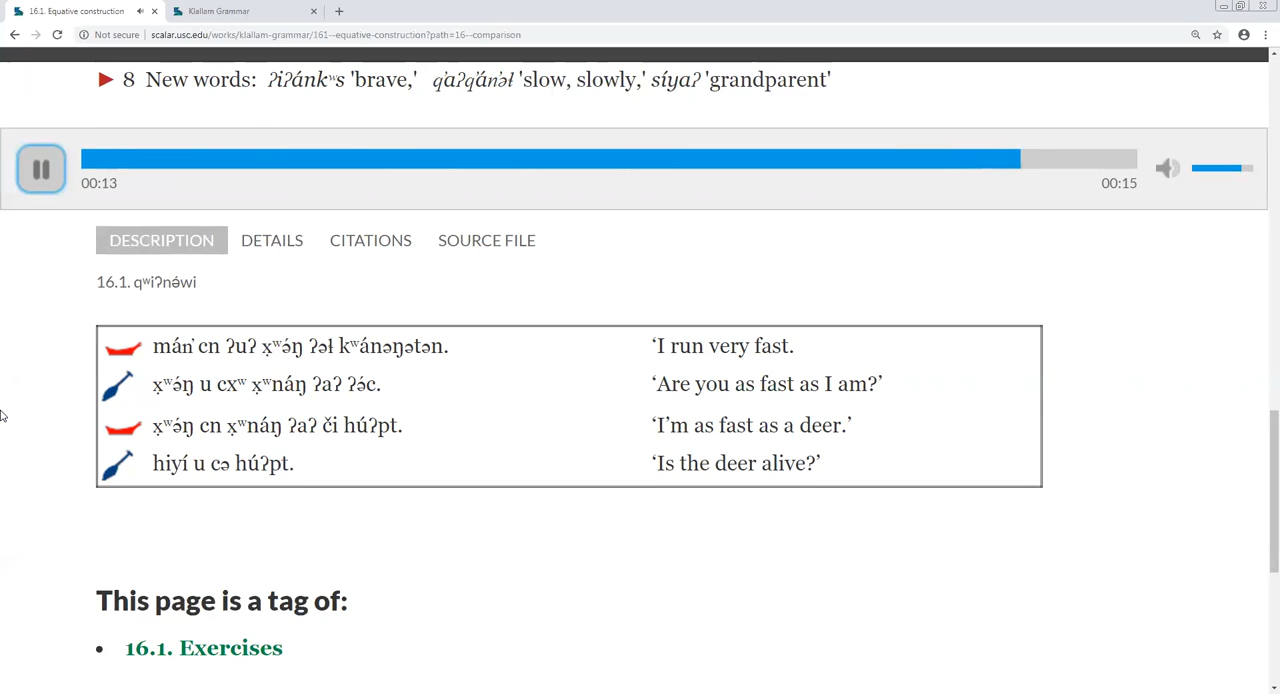 16.1. Equative construction
Klallam Grammar
Not secure | scalar.usc.edu/works/klallam-grammar/161--equative-construction?path=16--comparison
► 8 New words: ʔiʔánkʷs 'brave,' q̕aʔq̕án̕əɬ 'slow, slowly,' síyaʔ 'grandparent'
00:13 00:15
DESCRIPTION DETAILS CITATIONS SOURCE FILE
16.1. qʷiʔnə́wi
mán̕ cn ʔuʔ x̣ʷə́ŋ ʔəɬ kʷánəŋətən. ‘I run very fast.
x̣ʷə́ŋ u cxʷ x̣ʷnáŋ ʔaʔ ʔə́c. ‘Are you as fast as I am?’
x̣ʷə́ŋ cn x̣ʷnáŋ ʔaʔ či húʔpt. ‘I’m as fast as a deer.’
hiyí u cə húʔpt. ‘Is the deer alive?’
This page is a tag of:
• 16.1. Exercises